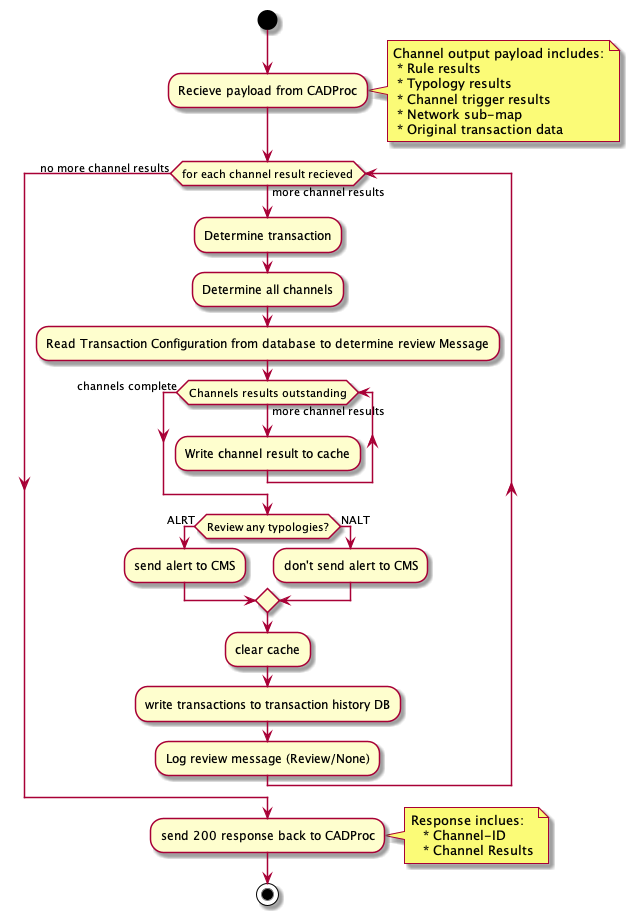 Recieve payload from CADProc
Channel output payload includes:
* Rule results
* Typology results
* Channel trigger results
* Network sub-map
* Original transaction data
no more channel results
for each channel result recieved
more channel results
Determine transaction
Determine all channels
Read Transaction Configuration from database to determine review Message
channels complete
Channels results outstanding
more channel results
Write channel result to cache
ALRT
Review any typologies?
NALT
send alert to CMS
don't send alert to CMS
clear cache
write transactions to transaction history DB
Log review message (Review/None)
send 200 response back to CADProc
Response inclues:
* Channel-ID
* Channel Results